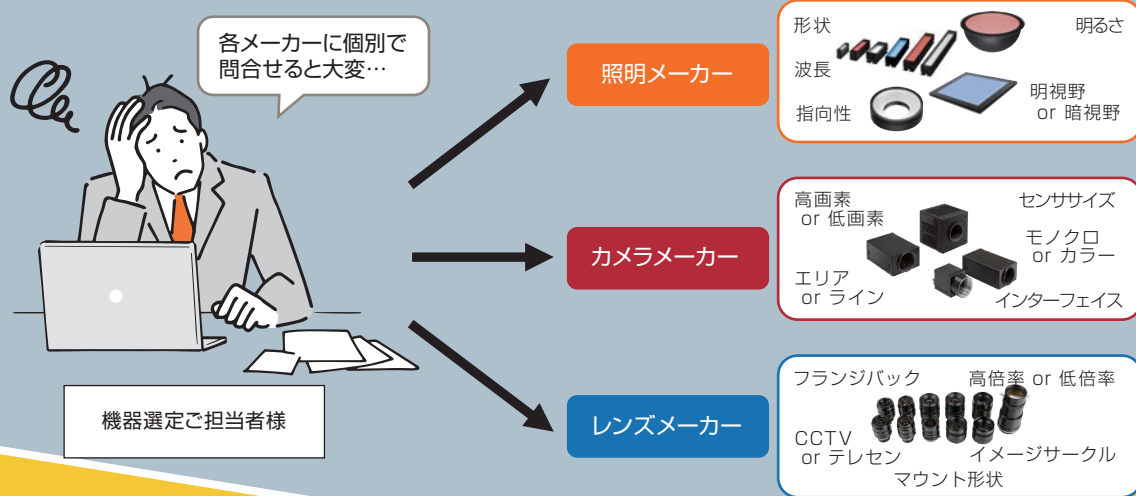 各メーカーに個別で
問合せると大変…
機器選定ご担当者様
照明メーカー
形状
明るさ
波長
指向性
明視野
or 暗視野
カメラメーカー
高画素
or 低画素
センササイズ
モノクロ
or カラー
エリア
or ライン
インターフェイス
レンズメーカー
フランジバック
高倍率 or 低倍率
CCTV
or テレセン
イメージサークル
マウント形状